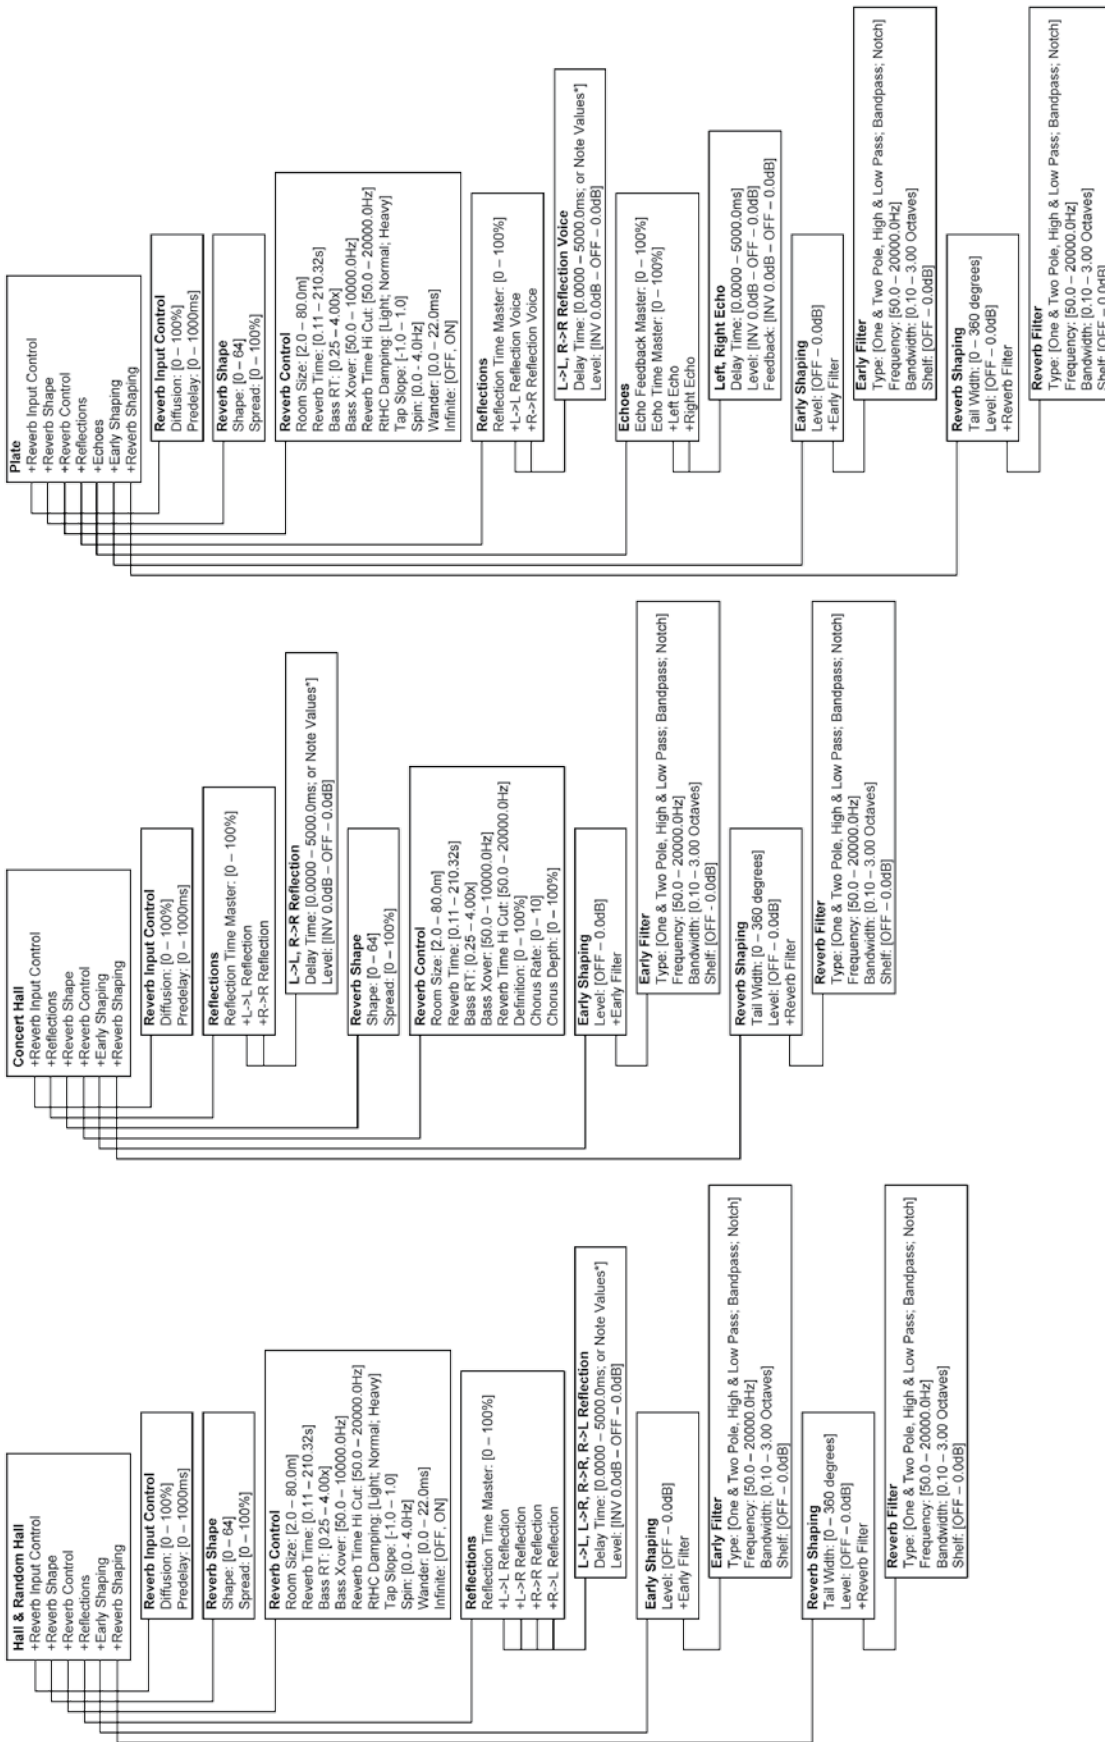 Hall & Random Hall
+Reverb Input Control
+Reverb Shape
+Reverb Control
+Reflections
+Early Shaping
+Reverb Shaping
Reverb Input Control
Diffusion: [0 – 100%]
Predelay: [0 – 1000ms]
Reverb Shape
Shape: [0 – 64]
Spread: [0 – 100%]
Reverb Control
Room Size: [2.0 – 80.0m]
Reverb Time: [0.11 – 210.32s]
Bass RT: [0.25 – 4.00x]
Bass Xover: [50.0 – 10000.0Hz]
Reverb Time Hi Cut: [50.0 – 20000.0Hz]
RtHC Damping: [Light; Normal; Heavy]
Tap Slope: [-1.0 – 1.0]
Spin: [0.0 - 4.0Hz]
Wander: [0.0 – 22.0ms]
Infinite: [OFF, ON]
Reflections
Reflection Time Master: [0 – 100%]
+L->L Reflection
+L->R Reflection
+R->R Reflection
+R->L Reflection
L->L, L->R, R->R, R->L Reflection
Delay Time: [0.0000 – 5000.0ms; or Note Values*]
Level: [INV 0.0dB – OFF – 0.0dB]
Early Shaping
Level: [OFF – 0.0dB]
+Early Filter
Early Filter
Type: [One & Two Pole, High & Low Pass; Bandpass; Notch]
Frequency: [50.0 – 20000.0Hz]
Bandwidth: [0.10 – 3.00 Octaves]
Shelf: [OFF – 0.0dB]
Reverb Shaping
Tail Width: [0 – 360 degrees]
Level: [OFF – 0.0dB]
+Reverb Filter
Reverb Filter
Type: [One & Two Pole, High & Low Pass; Bandpass; Notch]
Frequency: [50.0 – 20000.0Hz]
Bandwidth: [0.10 – 3.00 Octaves]
Shelf: [OFF – 0.0dB]
Concert Hall
+Reverb Input Control
+Reflections
+Reverb Shape
+Reverb Control
+Early Shaping
+Reverb Shaping
Reverb Input Control
Diffusion: [0 – 100%]
Predelay: [0 – 1000ms]
Reflections
Reflection Time Master: [0 – 100%]
+L->L Reflection
+R->R Reflection
L->L, R->R Reflection
Delay Time: [0.0000 – 5000.0ms; or Note Values*]
Level: [INV 0.0dB – OFF – 0.0dB]
Reverb Shape
Shape: [0 – 64]
Spread: [0 – 100%]
Reverb Control
Room Size: [2.0 – 80.0m]
Reverb Time: [0.11 – 210.32s]
Bass RT: [0.25 – 4.00x]
Bass Xover: [50.0 – 10000.0Hz]
Reverb Time Hi Cut: [50.0 – 20000.0Hz]
Definition: [0 – 100%]
Chorus Rate: [0 – 10]
Chorus Depth: [0 – 100%]
Early Shaping
Level: [OFF – 0.0dB]
+Early Filter
Early Filter
Type: [One & Two Pole, High & Low Pass; Bandpass; Notch]
Frequency: [50.0 – 20000.0Hz]
Bandwidth: [0.10 – 3.00 Octaves]
Shelf: [OFF - 0.0dB]
Reverb Shaping
Tail Width: [0 – 360 degrees]
Level: [OFF – 0.0dB]
+Reverb Filter
Reverb Filter
Type: [One & Two Pole, High & Low Pass; Bandpass; Notch]
Frequency: [50.0 – 20000.0Hz]
Bandwidth: [0.10 – 3.00 Octaves]
Shelf: [OFF – 0.0dB]
Plate
+Reverb Input Control
+Reverb Shape
+Reverb Control
+Reflections
+Echoes
+Early Shaping
+Reverb Shaping
Reverb Input Control
Diffusion: [0 – 100%]
Predelay: [0 – 1000ms]
Reverb Shape
Shape: [0 – 64]
Spread: [0 – 100%]
Reverb Control
Room Size: [2.0 – 80.0m]
Reverb Time: [0.11 – 210.32s]
Bass RT: [0.25 – 4.00x]
Bass Xover: [50.0 – 10000.0Hz]
Reverb Time Hi Cut: [50.0 – 20000.0Hz]
RtHC Damping: [Light; Normal; Heavy]
Tap Slope: [-1.0 – 1.0]
Spin: [0.0 - 4.0Hz]
Wander: [0.0 – 22.0ms]
Infinite: [OFF, ON]
Reflections
Reflection Time Master: [0 – 100%]
+L->L Reflection Voice
+R->R Reflection Voice
L->L, R->R Reflection Voice
Delay Time: [0.0000 – 5000.0ms; or Note Values*]
Level: [INV 0.0dB – OFF – 0.0dB]
Echoes
Echo Feedback Master: [0 – 100%]
Echo Time Master: [0 – 100%]
+Left Echo
+Right Echo
Left, Right Echo
Delay Time: [0.0000 – 5000.0ms]
Level: [INV 0.0dB – OFF – 0.0dB]
Feedback: [INV 0.0dB – OFF – 0.0dB]
Early Shaping
Level: [OFF – 0.0dB]
+Early Filter
Early Filter
Type: [One & Two Pole, High & Low Pass; Bandpass; Notch]
Frequency: [50.0 – 20000.0Hz]
Bandwidth: [0.10 – 3.00 Octaves]
Shelf: [OFF – 0.0dB]
Reverb Shaping
Tail Width: [0 – 360 degrees]
Level: [OFF – 0.0dB]
+Reverb Filter
Reverb Filter
Type: [One & Two Pole, High & Low Pass; Bandpass; Notch]
Frequency: [50.0 – 20000.0Hz]
Bandwidth: [0.10 – 3.00 Octaves]
Shelf: [OFF – 0.0dB]